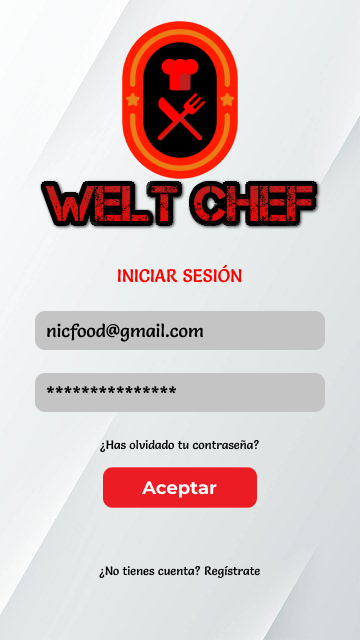 WELT CHEF
INICIAR SESIÓN
nicfood@gmail.com
***************
¿Has olvidado tu contraseña?
Aceptar
¿No tienes cuenta? Regístrate